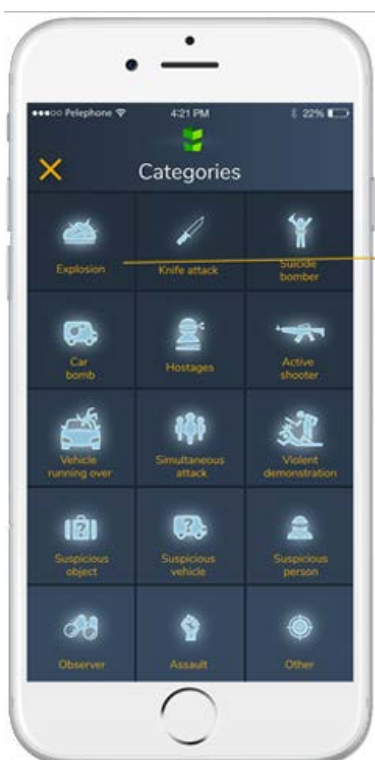 Pelephone 4:21 PM 22%
Categories
Explosion Knife attack Suicide
bomber
Car
bomb
Hostages
Active
shooter
Vehicle
running over
Simultaneous
attack
Violent
demonstration
?
?
Suspicious
object
Suspicious
vehicle
Suspicious
person
Observer Assault Other